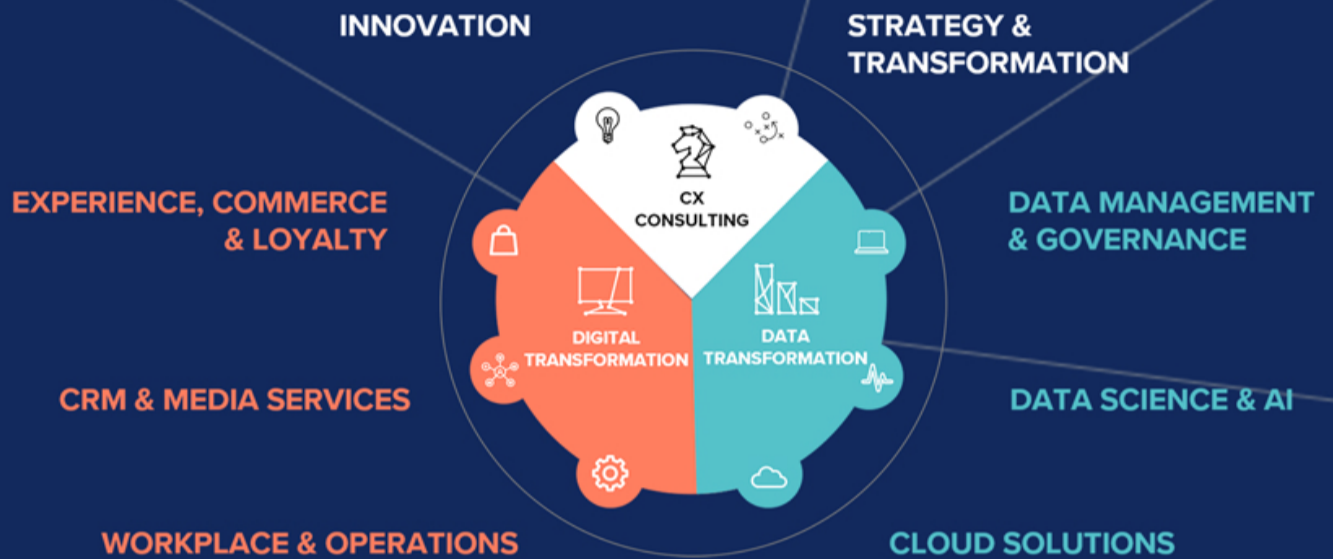 INNOVATION
STRATEGY &
TRANSFORMATION
CX
CONSULTING
EXPERIENCE, COMMERCE
& LOYALTY
DATA MANAGEMENT
& GOVERNANCE
DIGITAL
TRANSFORMATION
DATA
TRANSFORMATION
CRM & MEDIA SERVICES
DATA SCIENCE & AI
WORKPLACE & OPERATIONS
CLOUD SOLUTIONS